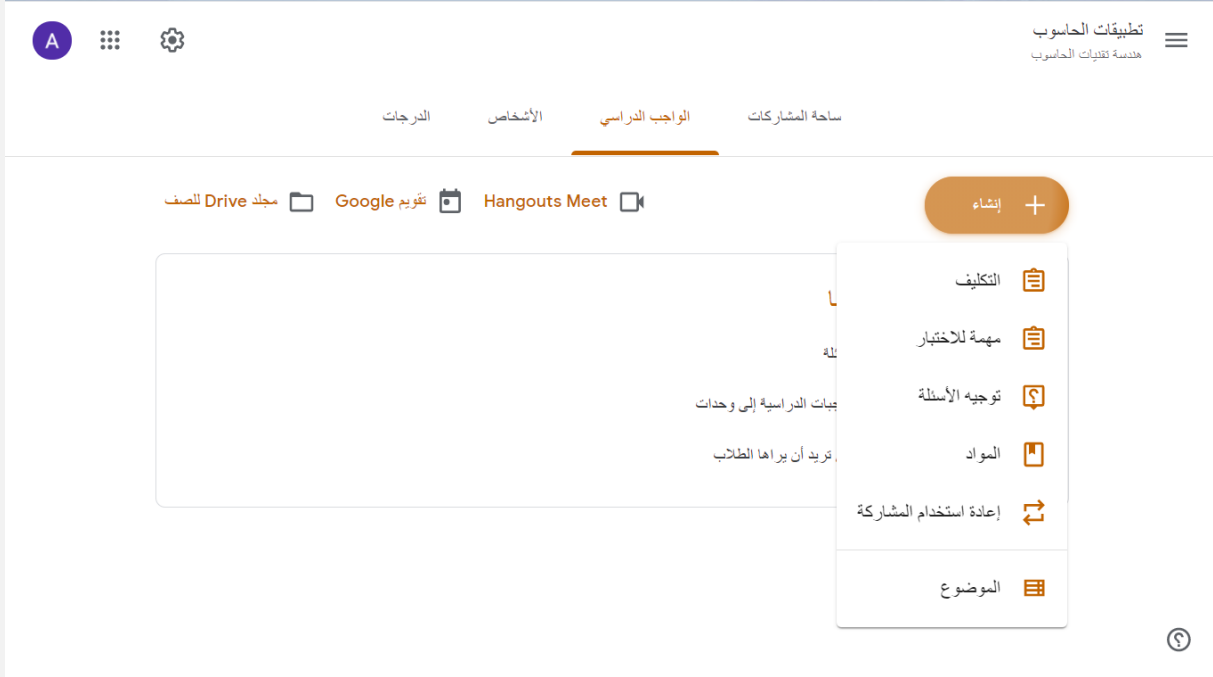 تطبيقات الحاسوب
هندسة تقنيات الحاسوب
A
ساحة المشاركات
الواجب الدراسي
الأشخاص
الدرجات
إنشاء
Hangouts Meet
تقويم Google
مجلد Drive للصف
التكليف
مهمة للاختبار
توجيه الأسئلة
المواد
إعادة استخدام المشاركة
الموضوع
الدراسية إلى وحدات
تريد أن يراها الطلاب